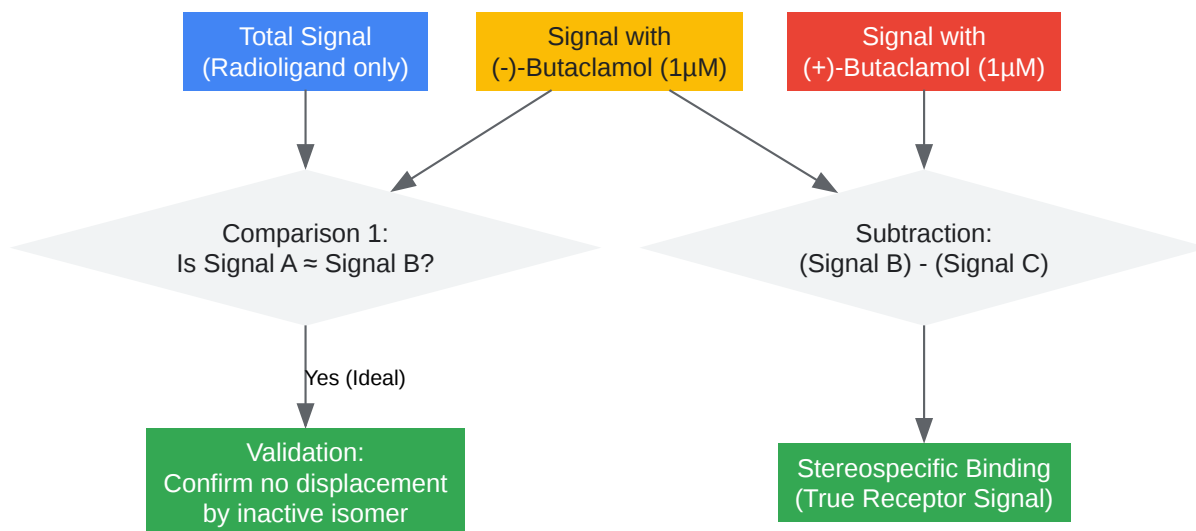 Total Signal
(Radioligand only)
Signal with
(-)-Butaclamol (1µM)
Signal with
(+)-Butaclamol (1µM)
Comparison 1:
Is Signal A ≈ Signal B?
Subtraction:
(Signal B) - (Signal C)
Yes (Ideal)
Validation:
Confirm no displacement
by inactive isomer
Stereospecific Binding
(True Receptor Signal)